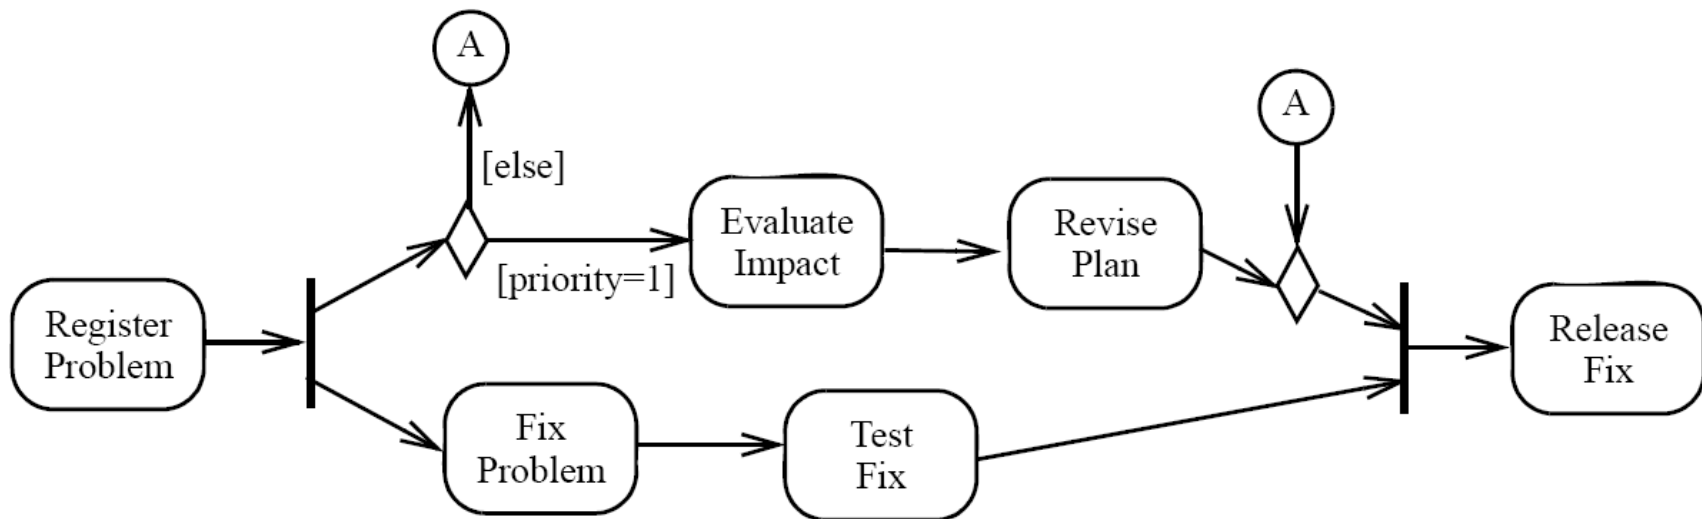 A
A
[else]
Evaluate
Impact
Revise
Plan
[priority=1]
Register
Problem
Release
Fix
Fix
Problem
Test
Fix